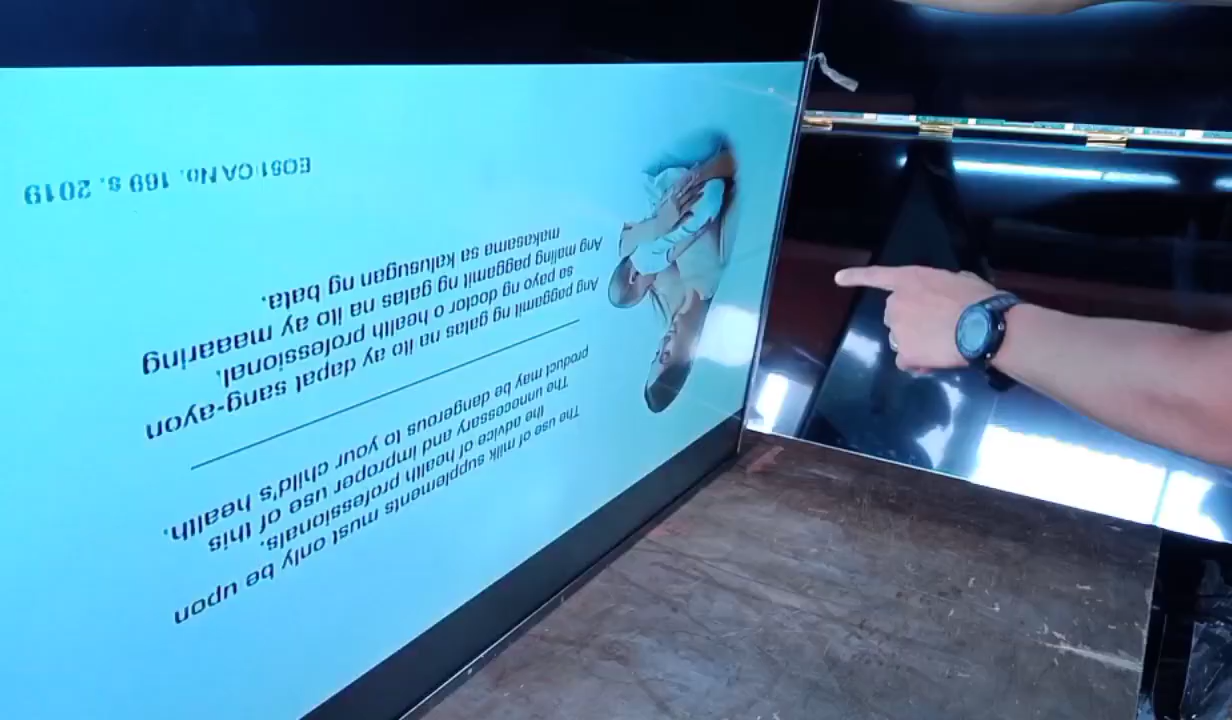 The use of milk supplements must only be upon
the advice of health professionals.
The unnecessary and improper use of this
product may be dangerous to your child's health.
Ang paggamit ng gatas na ito ay dapat sang-ayon
sa payo ng doctor o health professional.
Ang maling paggamit ng gatas na ito ay maaaring
makasama sa kalusugan ng bata.
No. 169 s. 2019